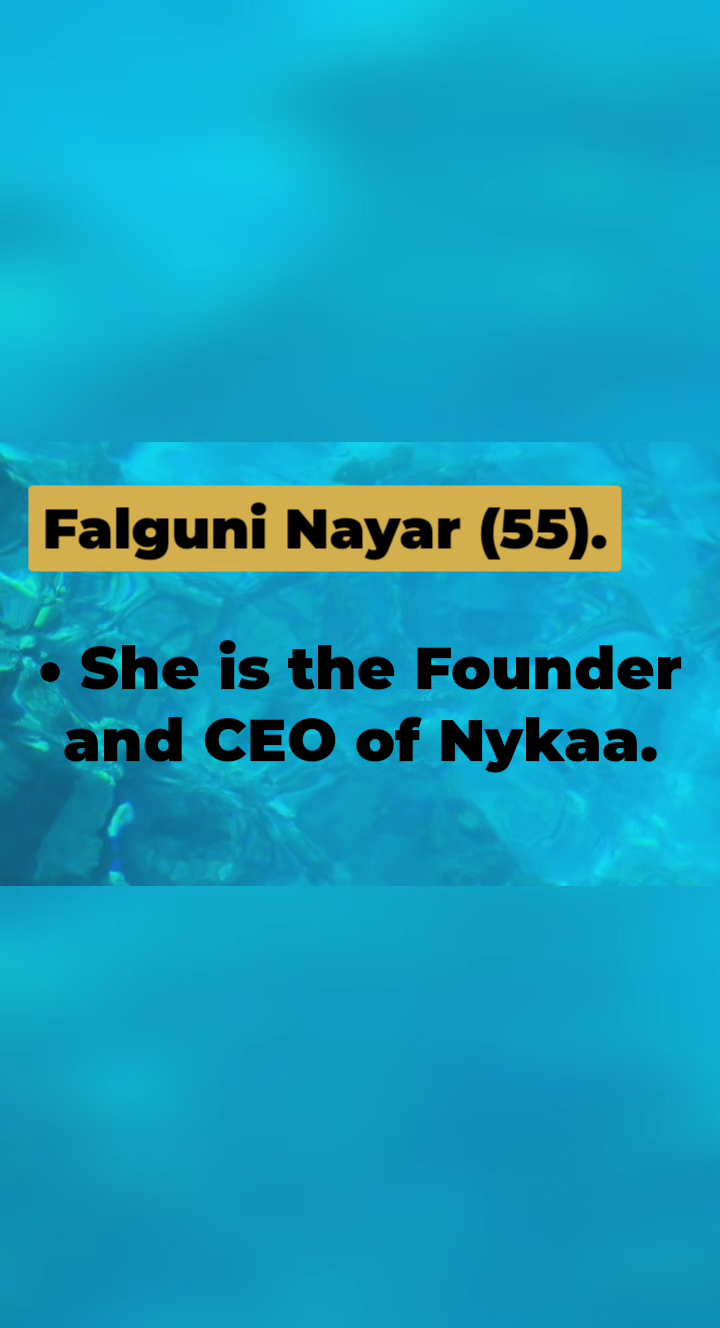 Falguni Nayar (55).
• She is the Founder
and CEO of Nykaa.